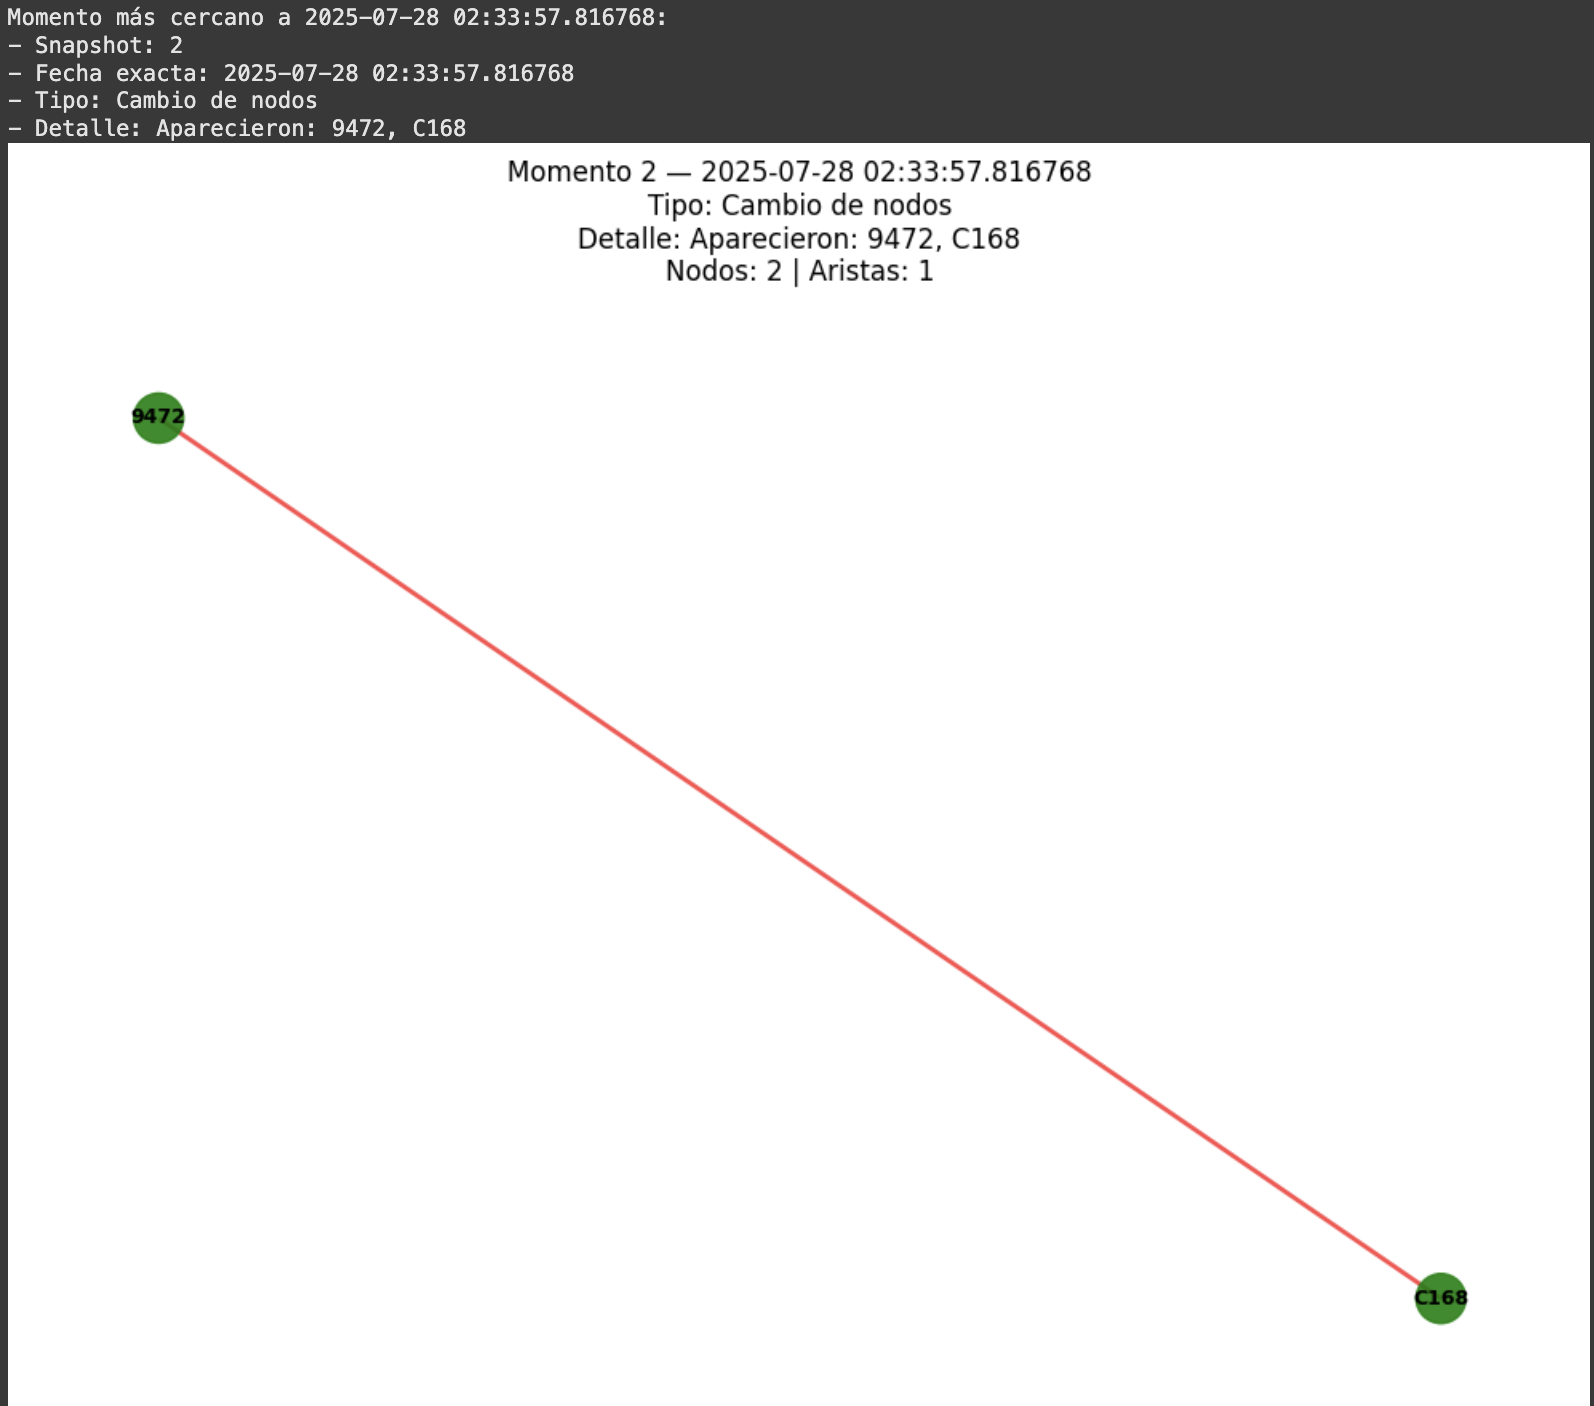 Momento más cercano a 2025-07-28 02:33:57.816768:
- Snapshot: 2
- Fecha exacta: 2025-07-28 02:33:57.816768
- Tipo: Cambio de nodos
- Detalle: Aparecieron: 9472, C168
Momento 2 — 2025-07-28 02:33:57.816768
Tipo: Cambio de nodos
Detalle: Aparecieron: 9472, C168
Nodos: 2 | Aristas: 1
9472
C168